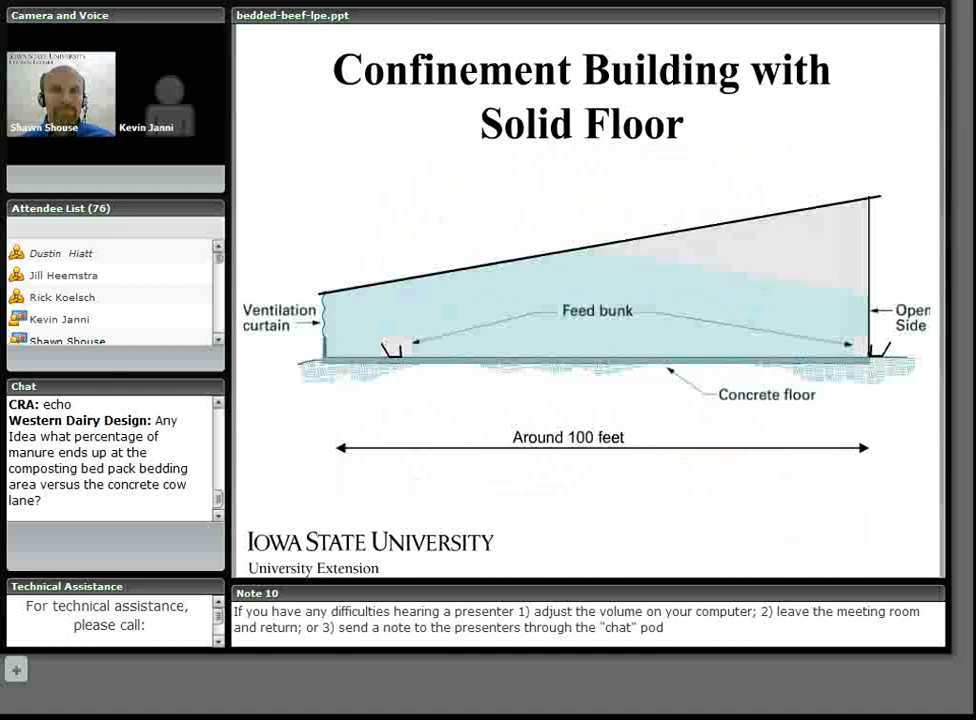 Camera and Voice
IOWA STATE UNIVERSITY
Shawn Shouse
Kevin Janni
Attendee List (76)
Dustin Hiatt
Jill Heemstra
Rick Koelsch
Kevin Janni
Shawn Shouse
Chat
CRA: echo
Western Dairy Design: Any
Idea what percentage of
manure ends up at the
composting bed pack bedding
area versus the concrete cow
lane?
Technical Assistance
For technical assistance,
please call:
bedded-beef-lpe.ppt
Confinement Building with
Solid Floor
Ventilation
curtain
Feed bunk
Open
Side
Concrete floor
Around 100 feet
IOWA STATE UNIVERSITY
University Extension
Note 10
If you have any difficulties hearing a presenter 1) adjust the volume on your computer; 2) leave the meeting room
and return; or 3) send a note to the presenters through the "chat" pod